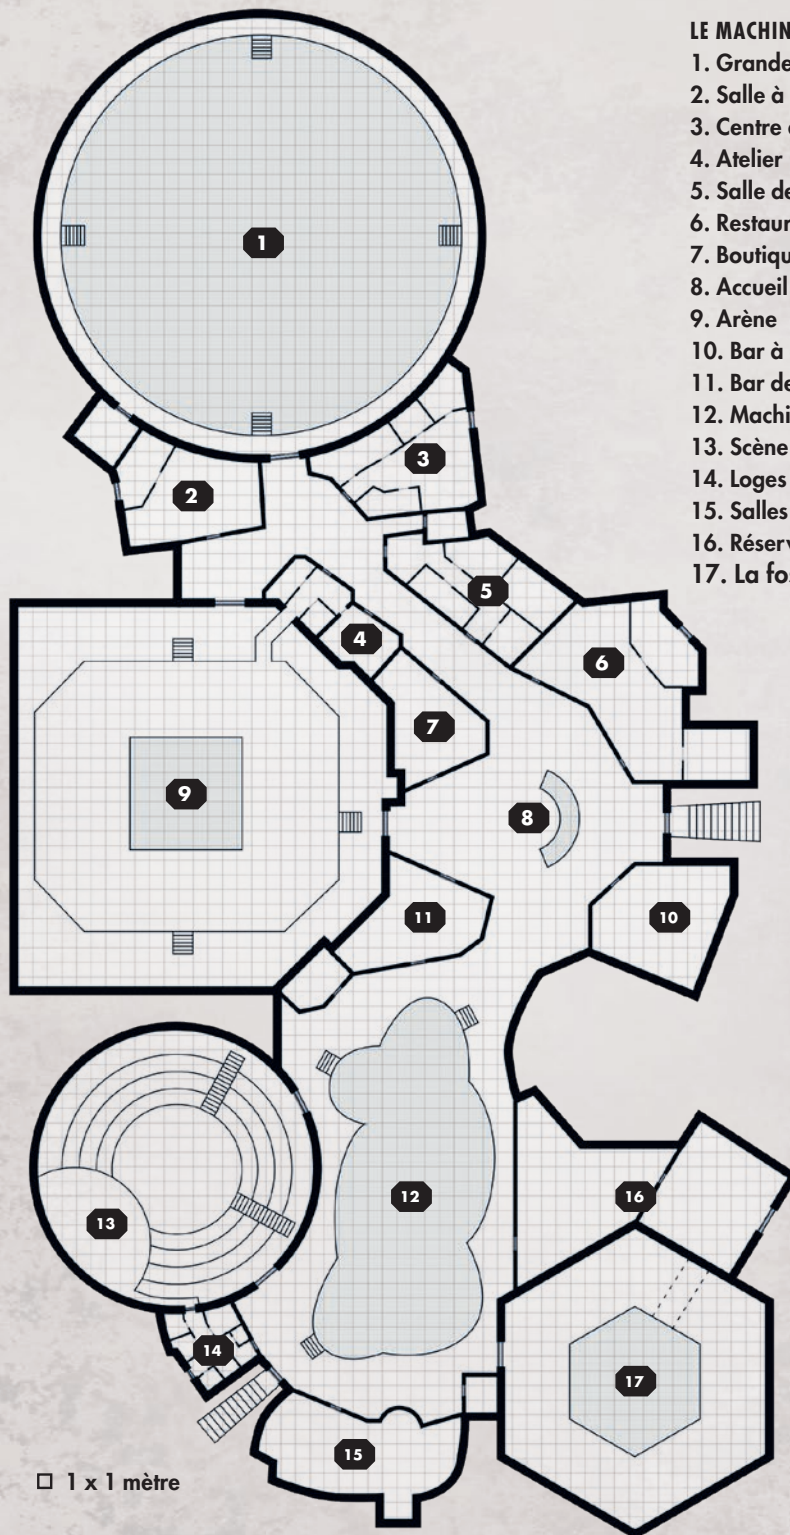 LE MACHIN
1. Grande
2. Salle à
3. Centre
4. Atelier
5. Salle de
6. Restaur
7. Boutiqu
8. Accueil
9. Arène
10. Bar à
11. Bar de
12. Machi
13. Scène
14. Loges
15. Salles
16. Réserv
17. La fos
1
2
3
4
5
6
7
8
9
10
11
12
13
14
15
16
17
1 x 1 mètre